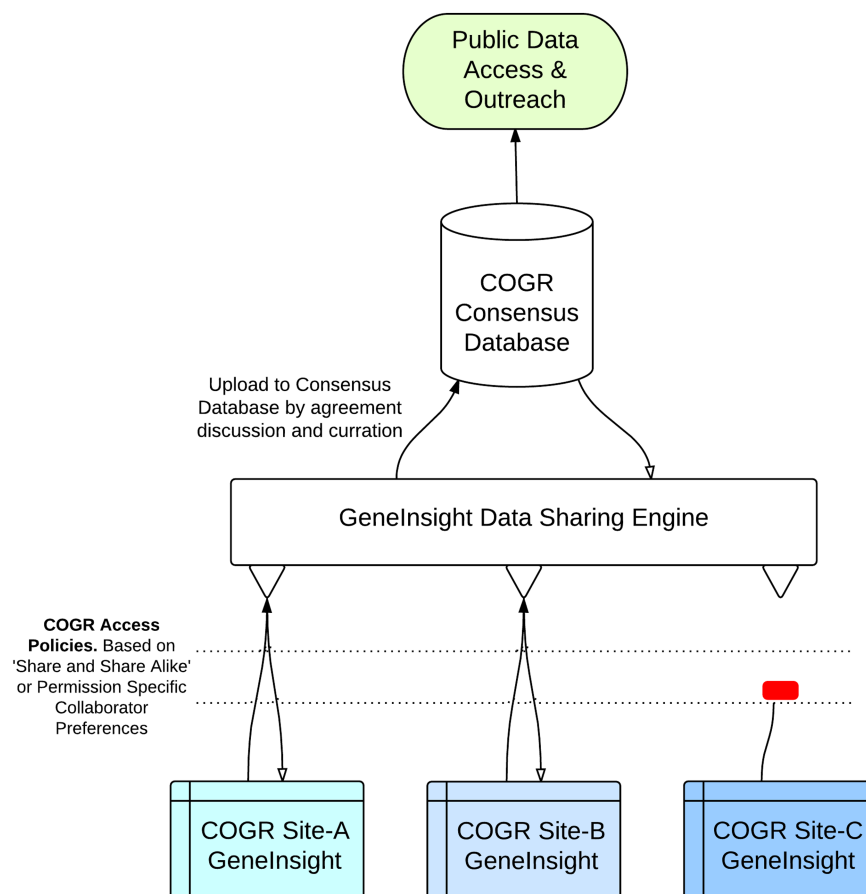 Public Data
Access &
Outreach
COGR
Consensus
Database
Upload to Consensus
Database by agreement
discussion and curration
GeneInsight Data Sharing Engine
COGR Access
Policies. Based on
'Share and Share Alike'
or Permission Specific
Collaborator
Preferences
COGR Site-A
GeneInsight
COGR Site-B
GeneInsight
COGR Site-C
GeneInsight